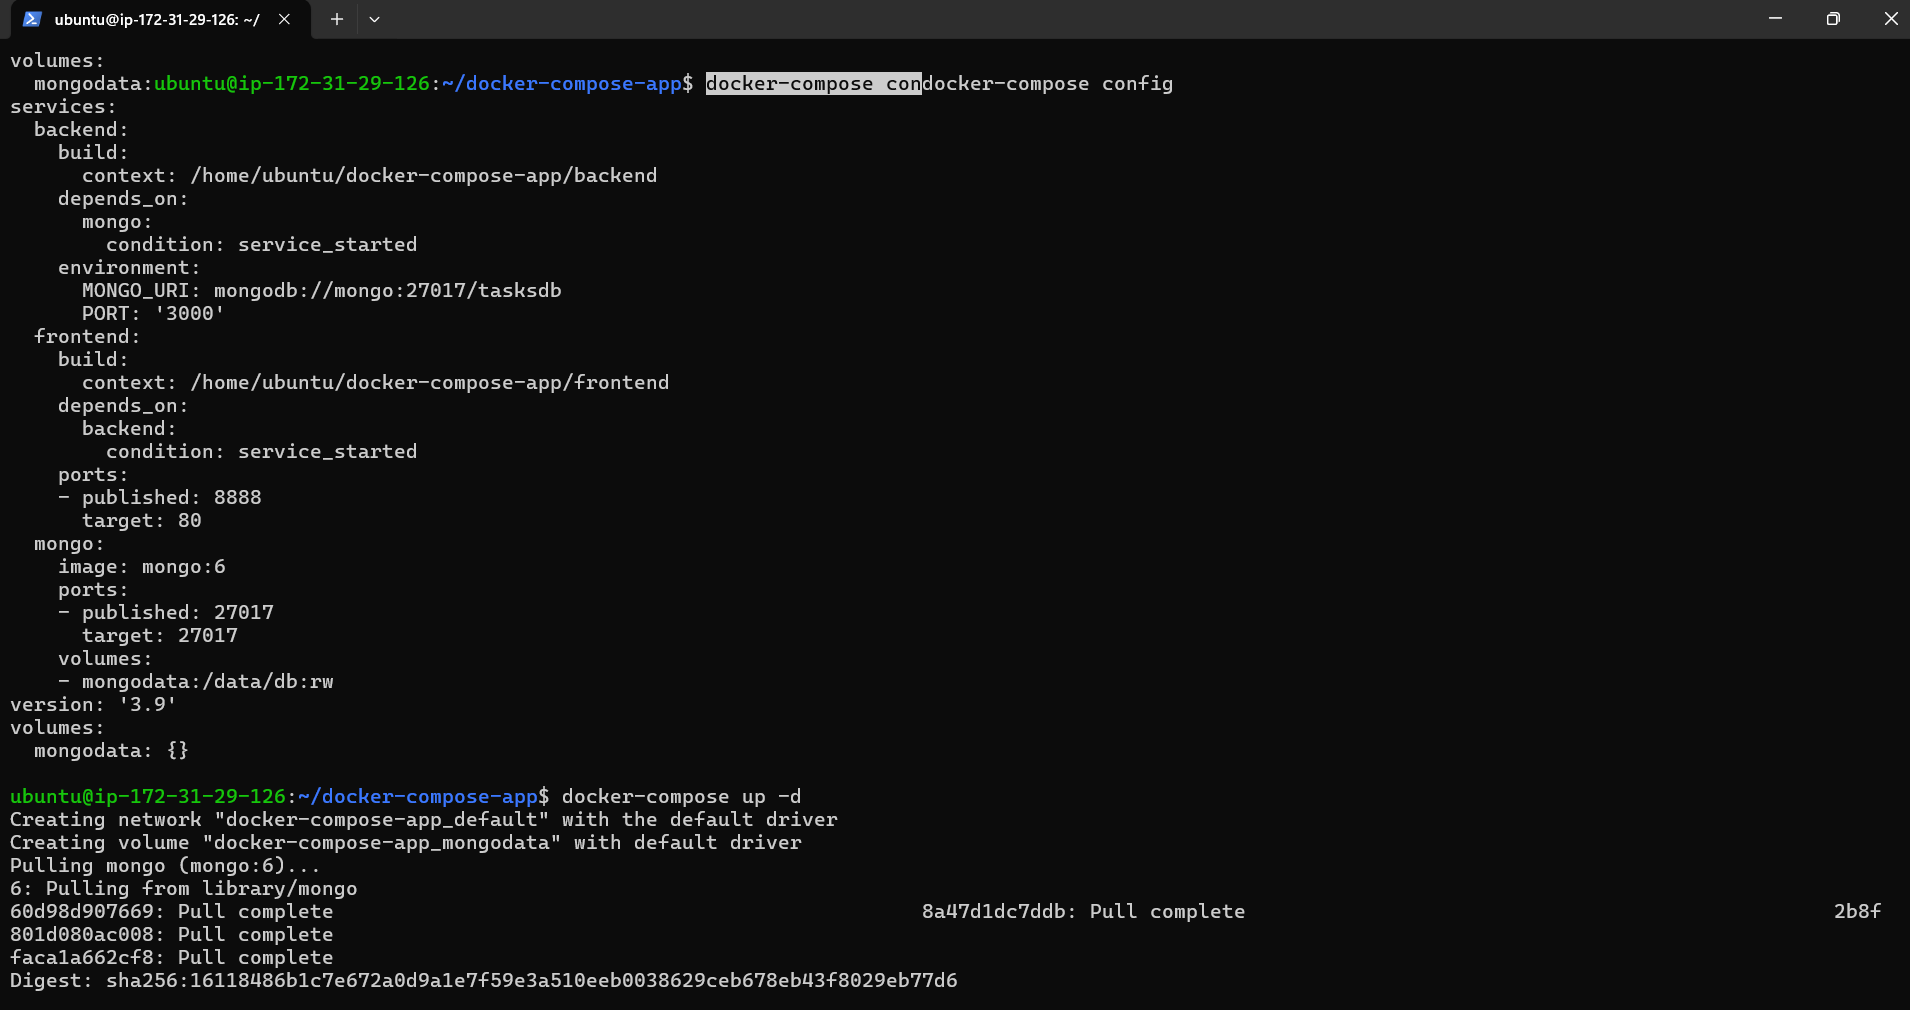 ubuntu@ip-172-31-29-126: ~/
volumes:
  mongodata:ubuntu@ip-172-31-29-126:~/docker-compose-app$ docker-compose condocker-compose config
services:
  backend:
    build:
      context: /home/ubuntu/docker-compose-app/backend
    depends_on:
      mongo:
        condition: service_started
    environment:
      MONGO_URI: mongodb://mongo:27017/tasksdb
      PORT: '3000'
  frontend:
    build:
      context: /home/ubuntu/docker-compose-app/frontend
    depends_on:
      backend:
        condition: service_started
    ports:
    - published: 8888
      target: 80
  mongo:
    image: mongo:6
    ports:
    - published: 27017
      target: 27017
    volumes:
    - mongodata:/data/db:rw
version: '3.9'
volumes:
  mongodata: {}
ubuntu@ip-172-31-29-126:~/docker-compose-app$ docker-compose up -d
Creating network "docker-compose-app_default" with the default driver
Creating volume "docker-compose-app_mongodata" with default driver
Pulling mongo (mongo:6)...
6: Pulling from library/mongo
60d98d907669: Pull complete 8a47d1dc7ddb: Pull complete 2b8f
801d080ac008: Pull complete
faca1a662cf8: Pull complete
Digest: sha256:16118486b1c7e672a0d9a1e7f59e3a510eeb0038629ceb678eb43f8029eb77d6